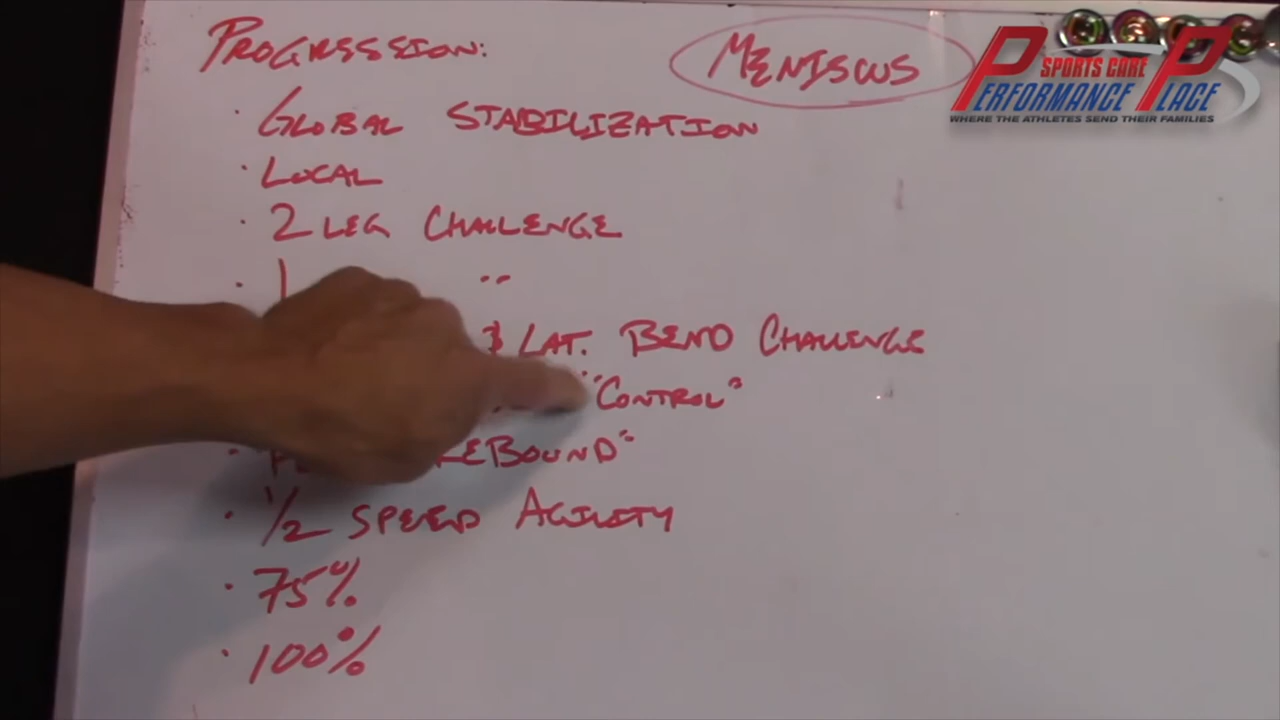 PROGRESSION:
MENISCUS
SPORTS CARE
PERFORMANCE PLACE
WHERE THE ATHLETES SEND THEIR FAMILIES
· GLOBAL STABILIZATION
· LOCAL
· 2 LEG CHALLENGE
· 1 "
& LAT. BEND CHALLENGE
"CONTROL"
REBOUND"
· 1/2 SPEED AGILITY
· 75%
· 100%